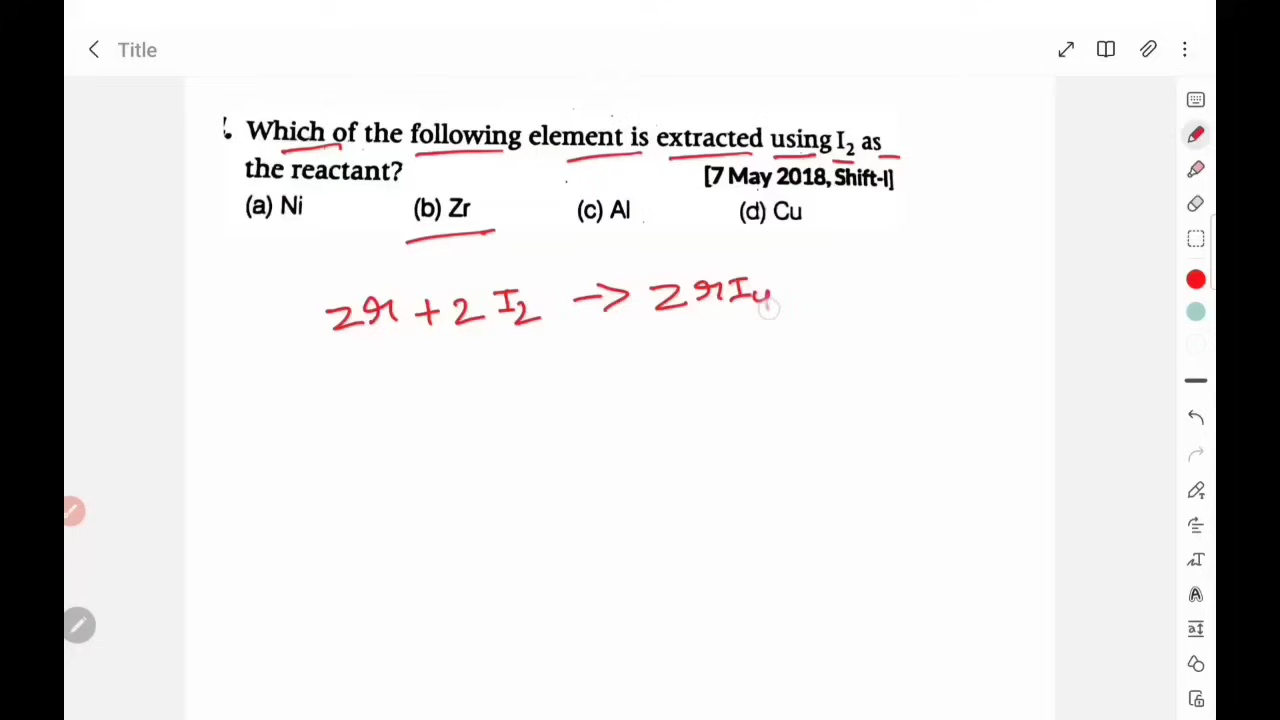 Title
Which of the following element is extracted using I₂ as
the reactant?
[7 May 2018, Shift-I]
(a) Ni (b) Zr (c) Al (d) Cu
Zr + 2 I₂ → ZrI₄